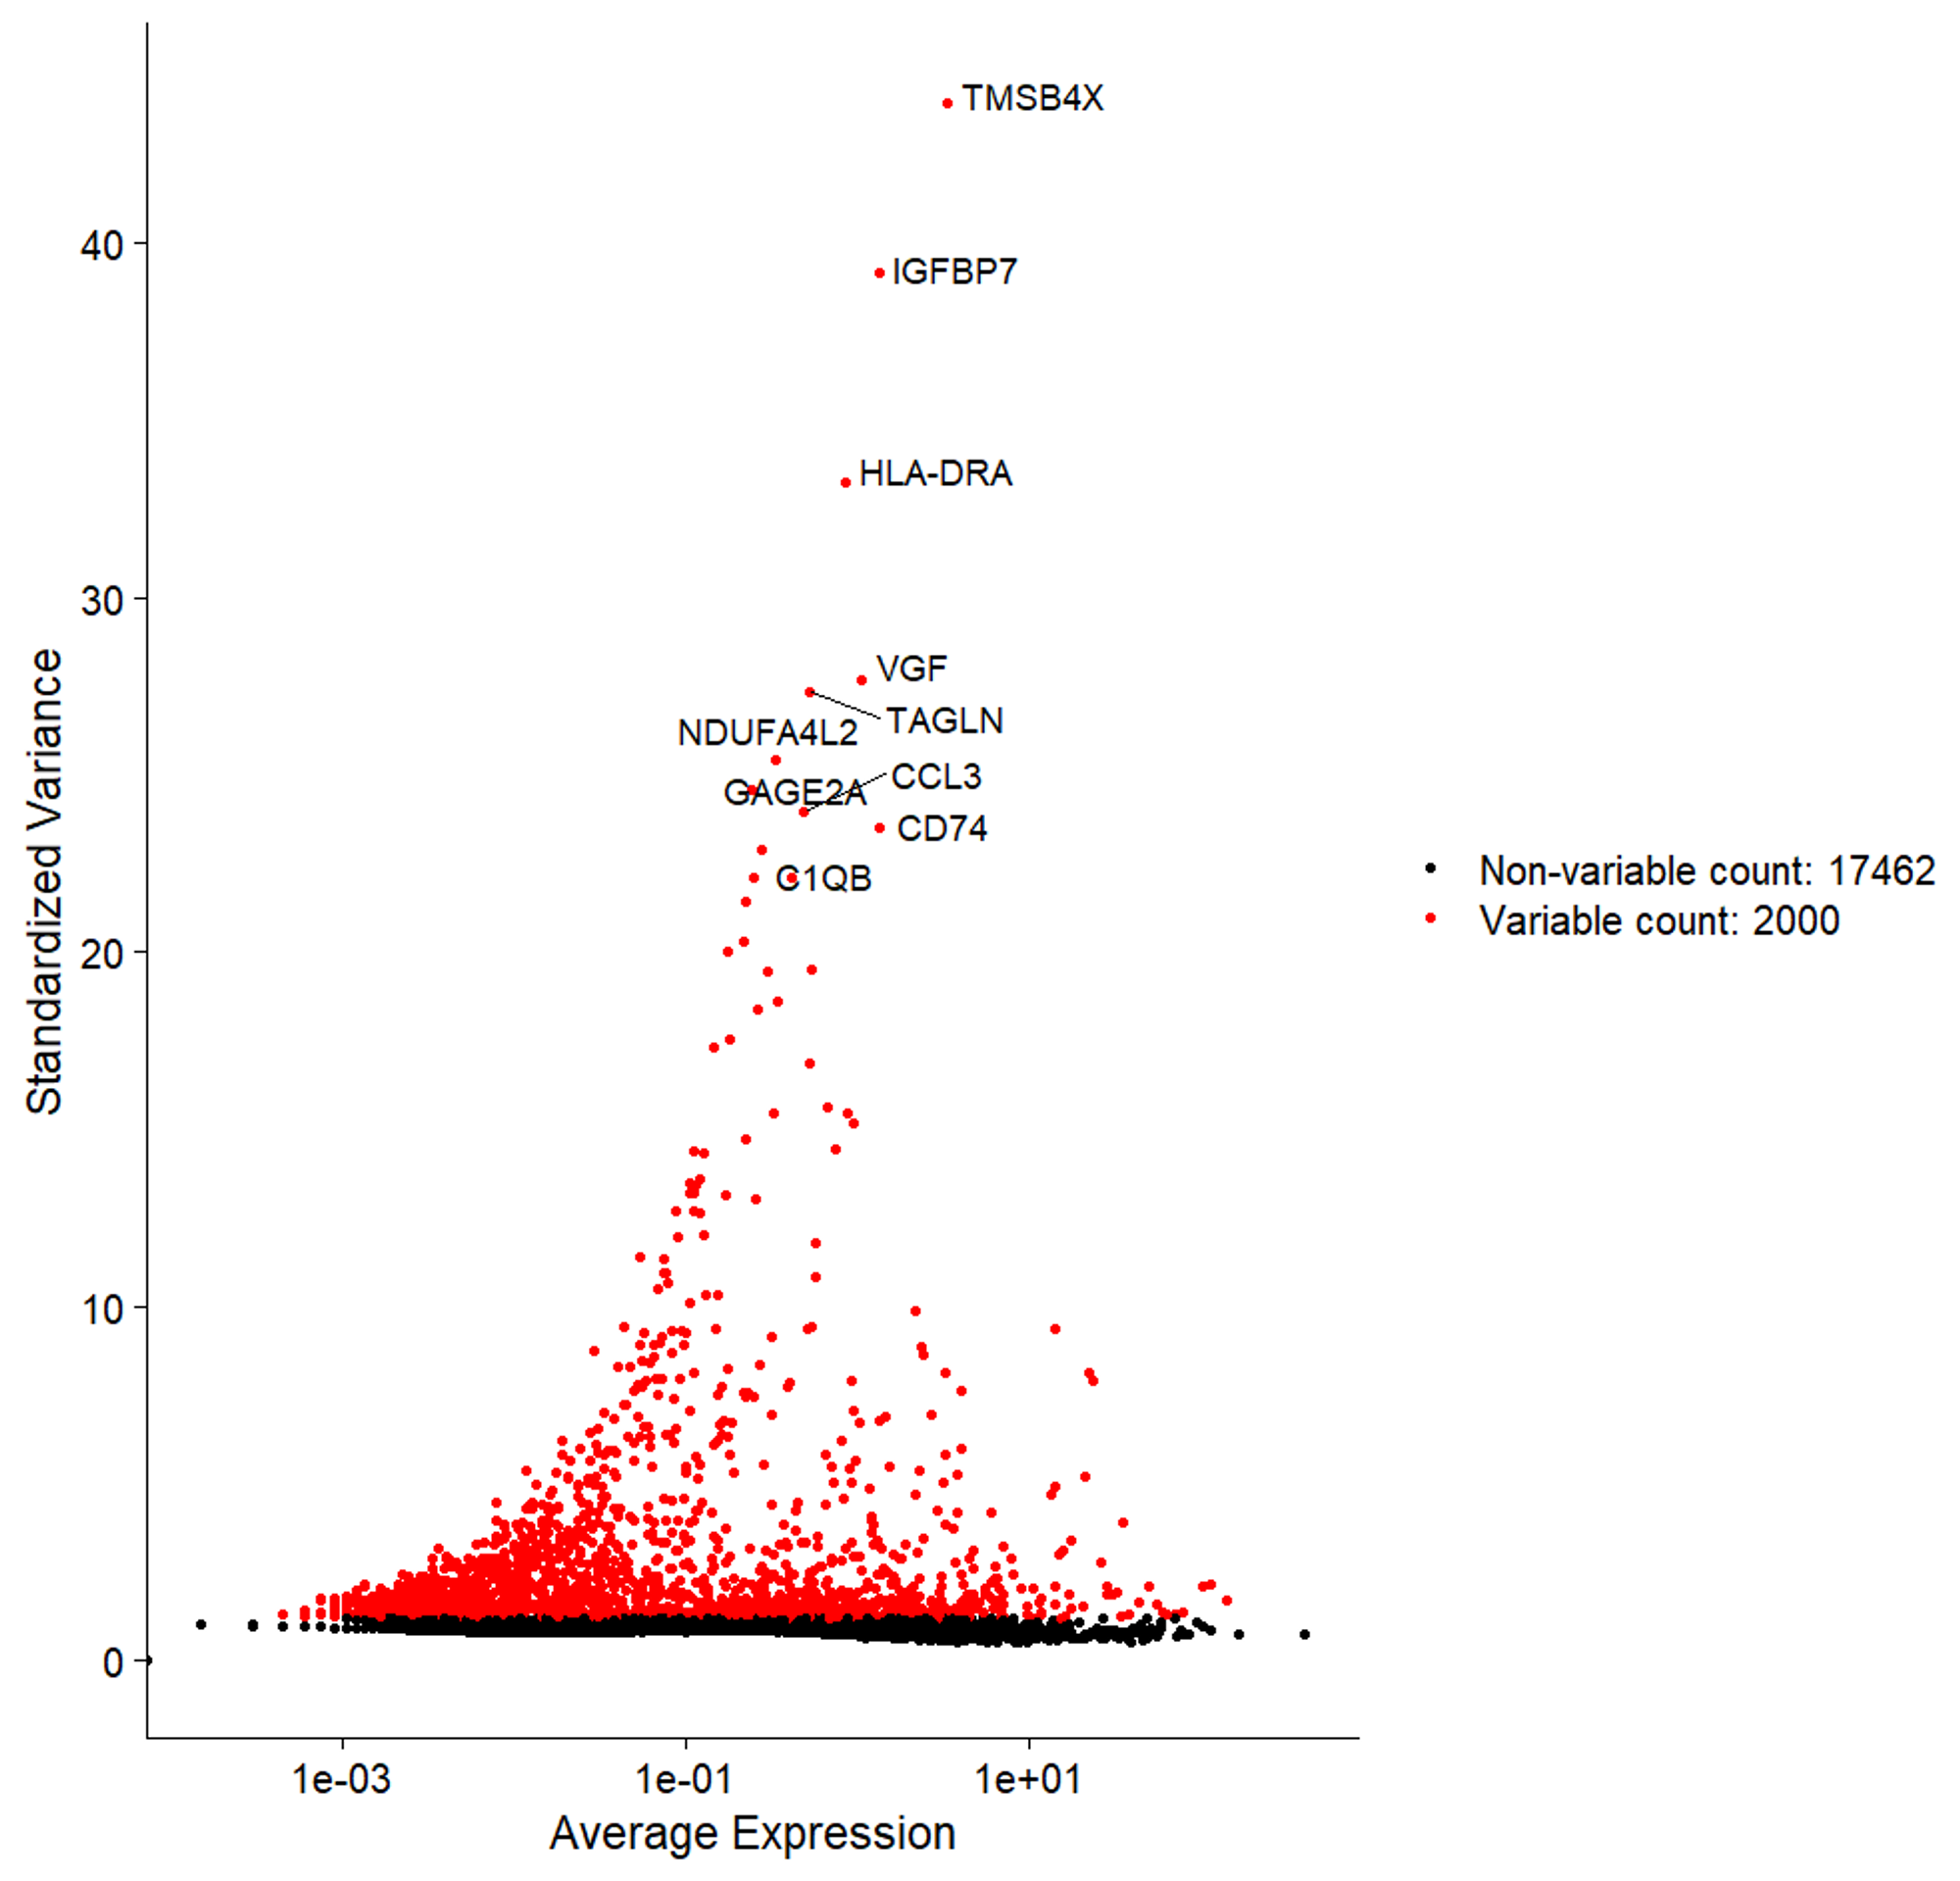 TMSB4X
40
IGFBP7
HLA-DRA
30
VGF
TAGLN
NDUFA4L2
CCL3
GAGE2A
CD74
C1QB
Non-variable count: 17462
Variable count: 2000
20
Standardized Variance
10
0
1e-03 1e-01 1e+01
Average Expression